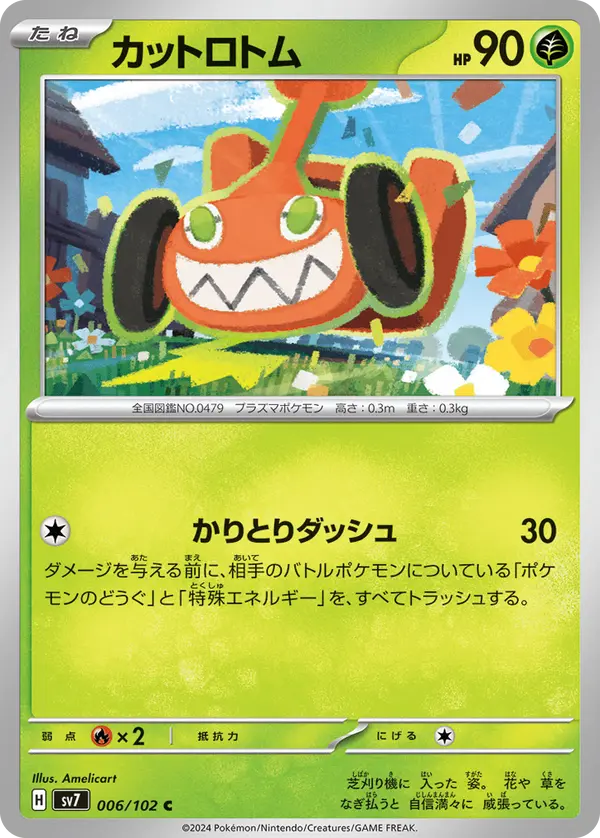 たね カットロトム HP 90
全国図鑑NO.0479 プラズマポケモン 高さ:0.3m 重さ:0.3kg
かりとりダッシュ 30
ダメージを与える前に、相手のバトルポケモンについている「ポケ
モンのどうぐ」と「特殊エネルギー」を、すべてトラッシュする。
弱点 ×2 抵抗力 にげる
Illus. Amelicart
H sv7 006/102 C
芝刈り機に 入った 姿。 花や 草を
なぎ払うと 自信満々に 威張っている。
©2024 Pokémon/Nintendo/Creatures/GAME FREAK.